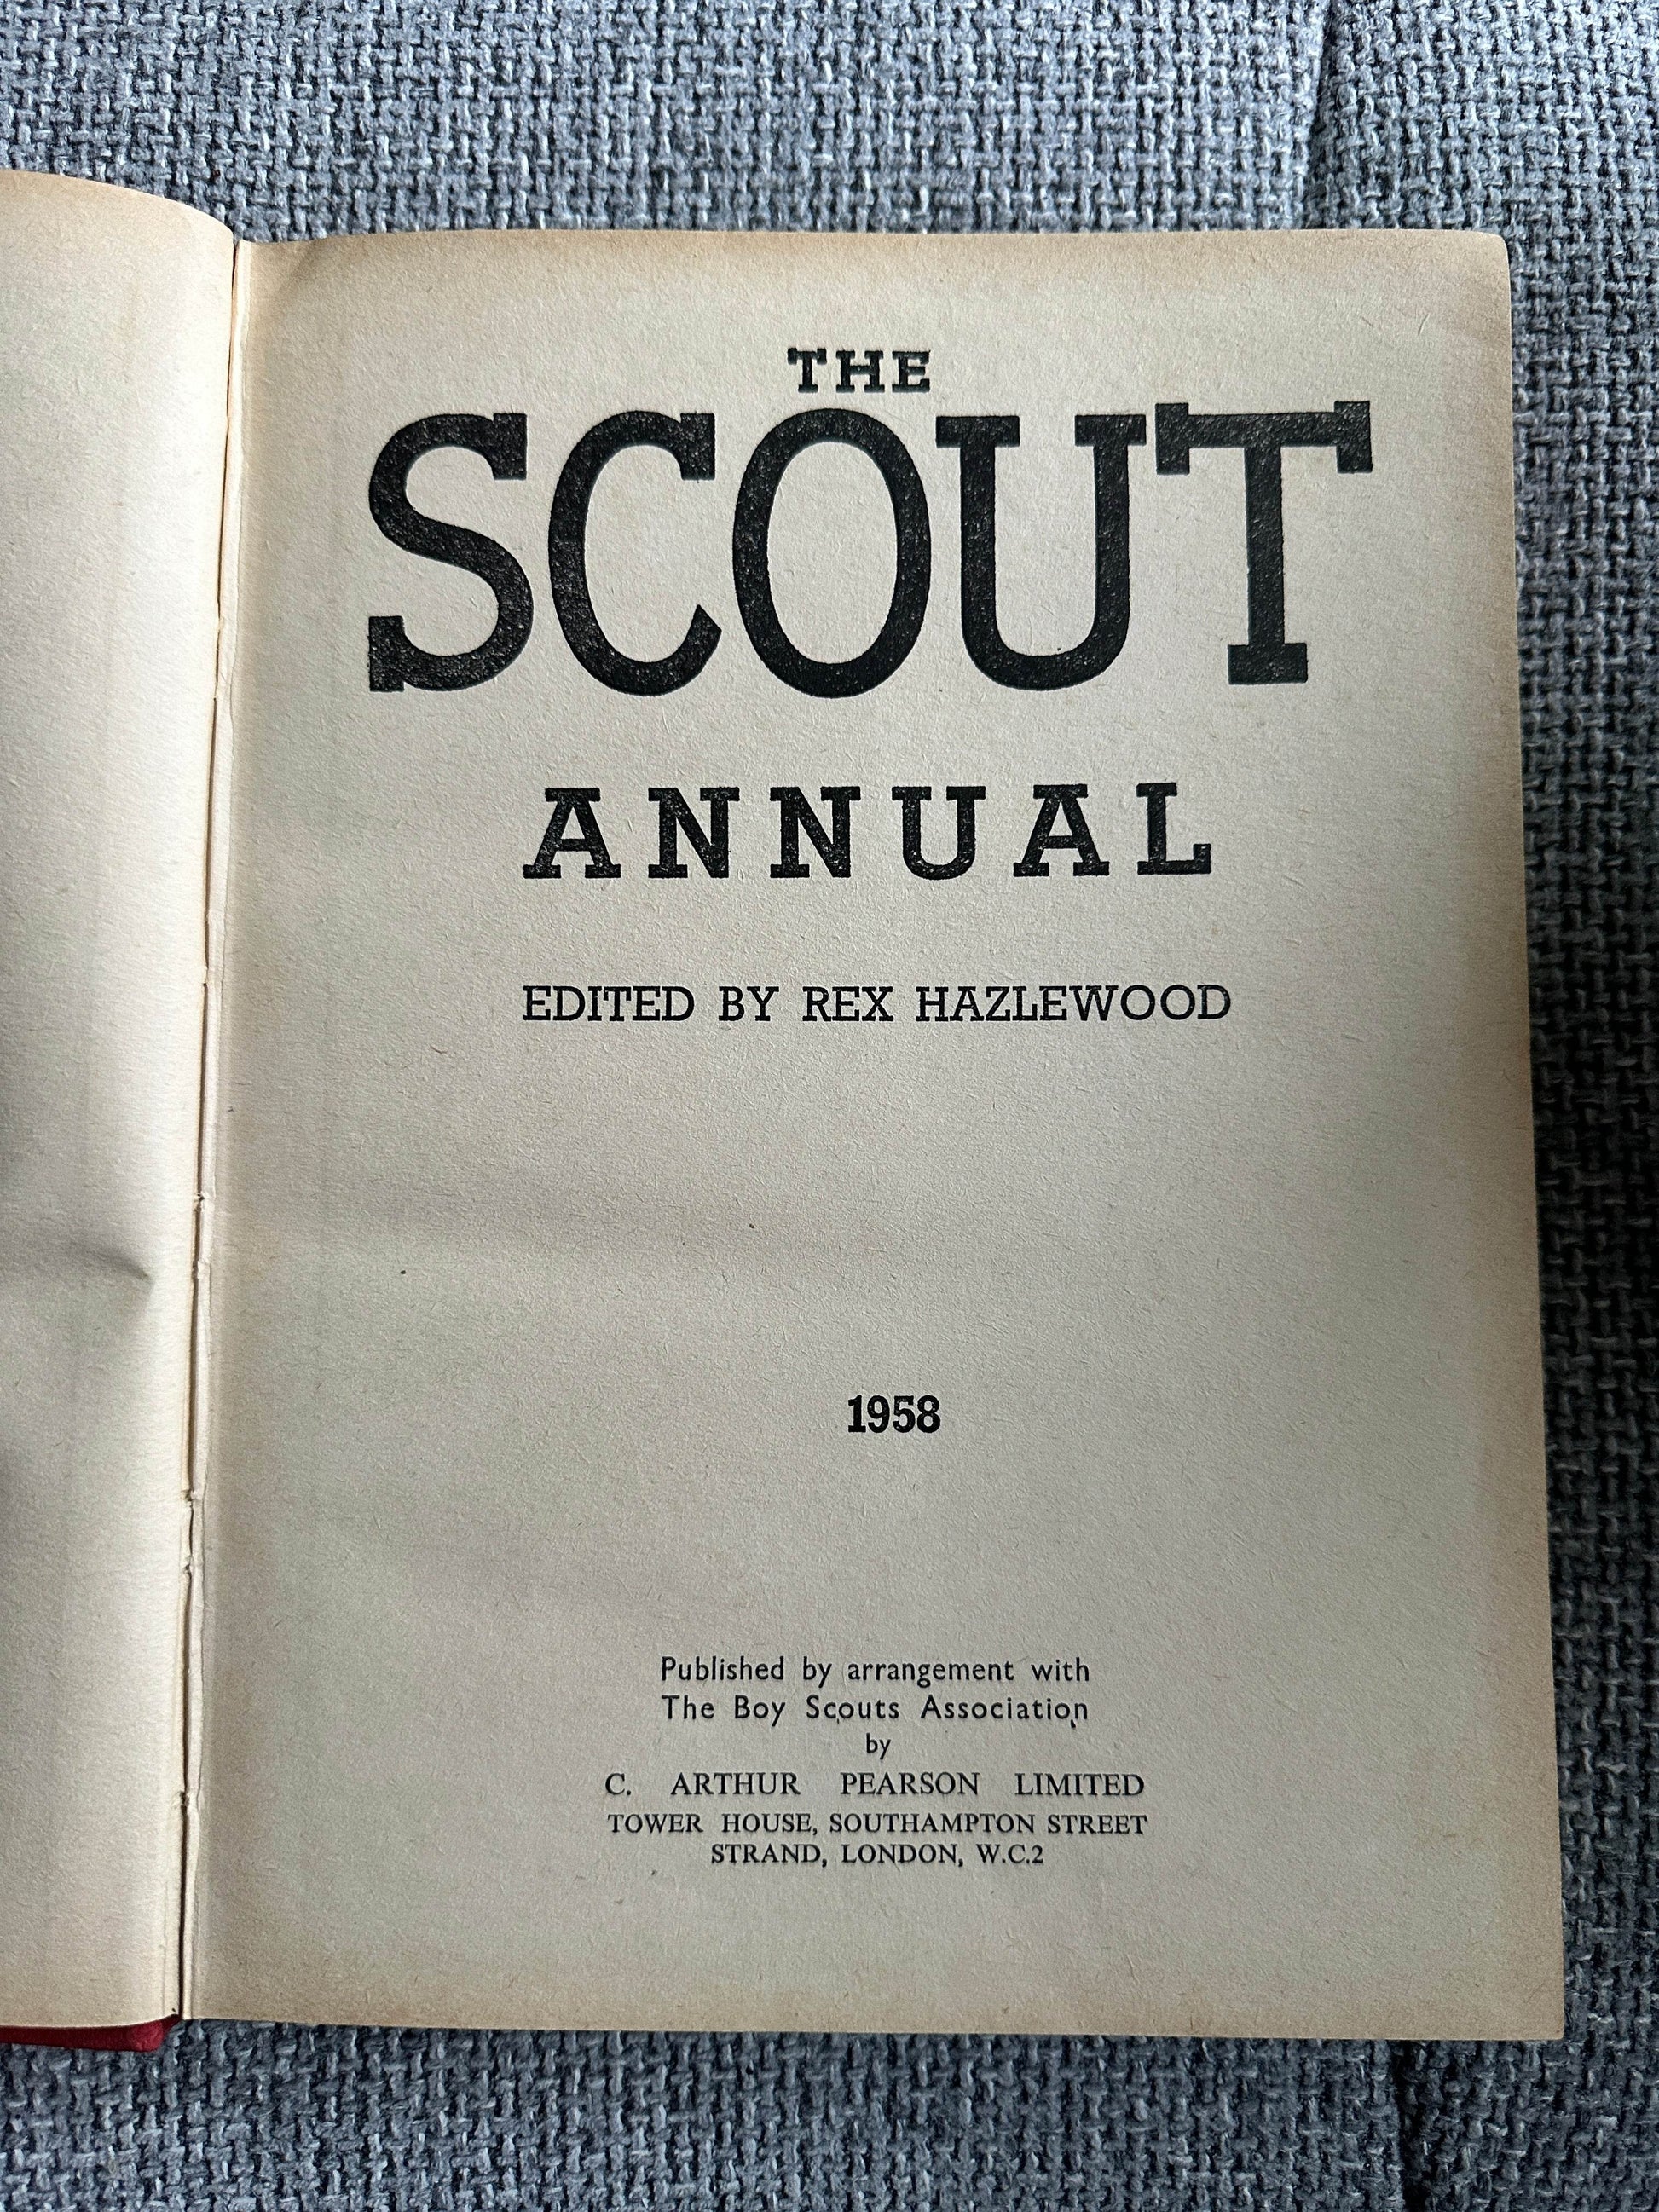 THE
SCOUT
ANNUAL
EDITED BY REX HAZLEWOOD
1958
Published by arrangement with
The Boy Scouts Association
by
C. ARTHUR PEARSON LIMITED
TOWER HOUSE, SOUTHAMPTON STREET
STRAND, LONDON, W.C.2